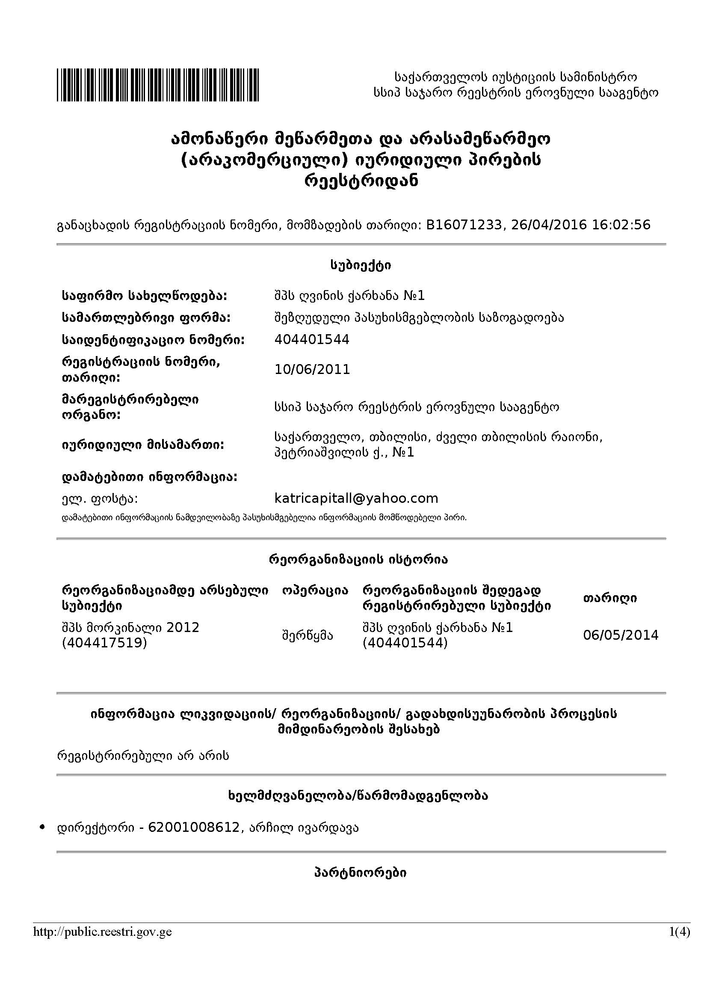 საქართველოს იუსტიციის სამინისტრო
სსიპ საჯარო რეესტრის ეროვნული სააგენტო
ამონაწერი მეწარმეთა და არასამეწარმეო
(არაკომერციული) იურიდიული პირების
რეესტრიდან
განაცხადის რეგისტრაციის ნომერი, მომზადების თარიღი: B16071233, 26/04/2016 16:02:56
სუბიექტი
საფირმო სახელწოდება: შპს ღვინის ქარხანა №1
სამართლებრივი ფორმა: შეზღუდული პასუხისმგებლობის საზოგადოება
საიდენტიფიკაციო ნომერი: 404401544
რეგისტრაციის ნომერი,
თარიღი:
10/06/2011
მარეგისტრირებელი
ორგანო:
სსიპ საჯარო რეესტრის ეროვნული სააგენტო
იურიდიული მისამართი:
საქართველო, თბილისი, ძველი თბილისის რაიონი,
პეტრიაშვილის ქ., №1
დამატებითი ინფორმაცია:
ელ. ფოსტა: katricapitall@yahoo.com
დამატებითი ინფორმაციის ნამდვილობაზე პასუხისმგებელია ინფორმაციის მომწოდებელი პირი.
რეორგანიზაციის ისტორია
რეორგანიზაციამდე არსებული
სუბიექტი
ოპერაცია
რეორგანიზაციის შედეგად
რეგისტრირებული სუბიექტი
თარიღი
შპს მორკინალი 2012
(404417519)
შერწყმა
შპს ღვინის ქარხანა №1
(404401544)
06/05/2014
ინფორმაცია ლიკვიდაციის/ რეორგანიზაციის/ გადახდისუუნარობის პროცესის
მიმდინარეობის შესახებ
რეგისტრირებული არ არის
ხელმძღვანელობა/წარმომადგენლობა
• დირექტორი - 62001008612, არჩილ ივარდავა
პარტნიორები
http://public.reestri.gov.ge 1(4)